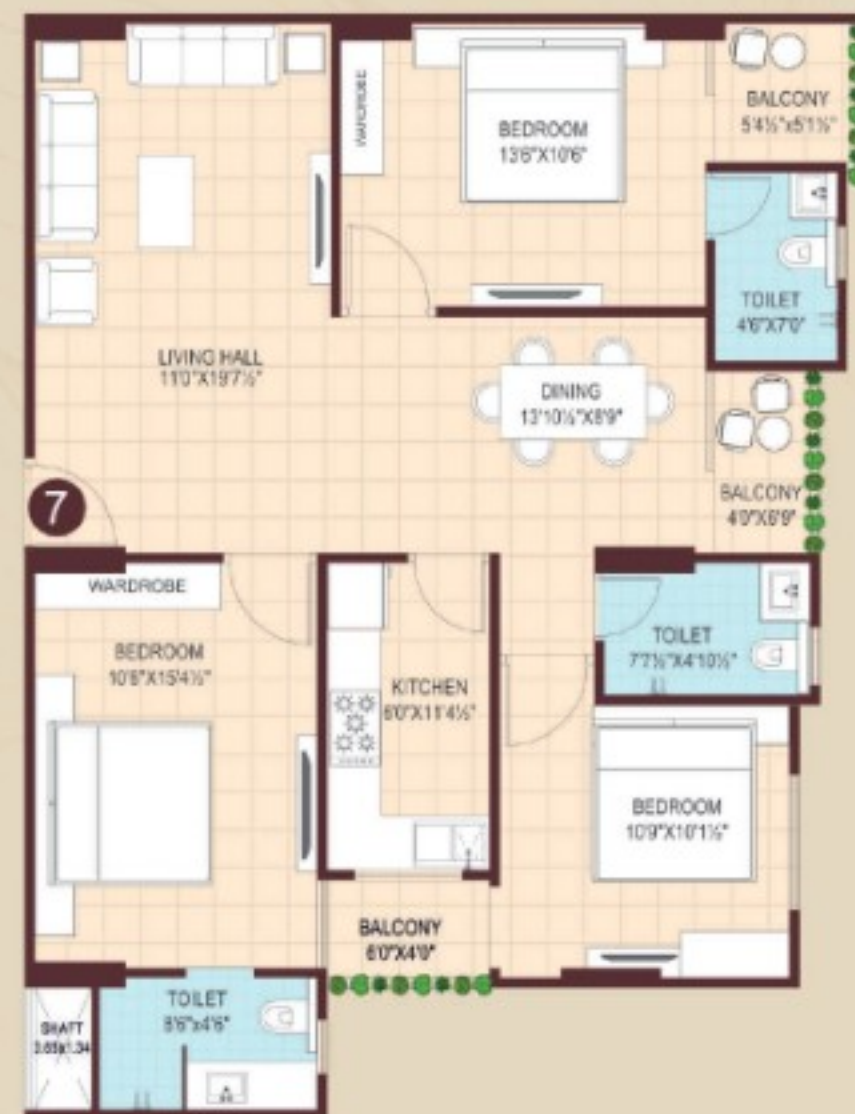 WARDROBE
BEDROOM
13'6"X10'6"
BALCONY
5'4½"x5'1½"
TOILET
4'6"X7'0"
LIVING HALL
11'0"X19'7½"
DINING
13'10½"X8'9"
BALCONY
4'0"X6'9"
7
WARDROBE
BEDROOM
10'6"X15'4½"
KITCHEN
6'0"X11'4½"
TOILET
7'7½"X4'10½"
BEDROOM
10'9"X10'1½"
BALCONY
6'0"X4'0"
TOILET
8'6"x4'6"
SHAFT